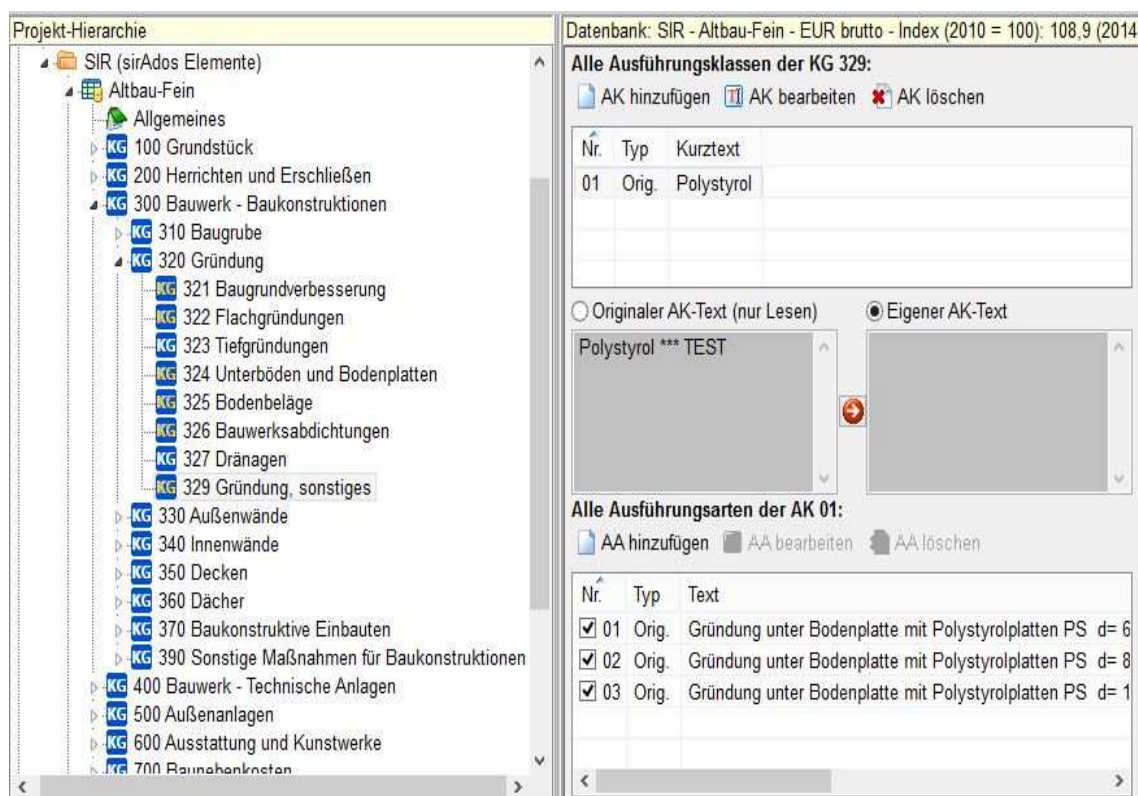 Projekt-Hierarchie
SIR (sirAdos Elemente)
Altbau-Fein
Allgemeines
KG 100 Grundstück
KG 200 Herrichten und Erschließen
KG 300 Bauwerk - Baukonstruktionen
KG 310 Baugrube
KG 320 Gründung
KG 321 Baugrundverbesserung
KG 322 Flachgründungen
KG 323 Tiefgründungen
KG 324 Unterböden und Bodenplatten
KG 325 Bodenbeläge
KG 326 Bauwerksabdichtungen
KG 327 Dränagen
KG 329 Gründung, sonstiges
KG 330 Außenwände
KG 340 Innenwände
KG 350 Decken
KG 360 Dächer
KG 370 Baukonstruktive Einbauten
KG 390 Sonstige Maßnahmen für Baukonstruktionen
KG 400 Bauwerk - Technische Anlagen
KG 500 Außenanlagen
KG 600 Ausstattung und Kunstwerke
KG 700 Baunebenkosten
Datenbank: SIR - Altbau-Fein - EUR brutto - Index (2010 = 100): 108,9 (2014
Alle Ausführungsklassen der KG 329:
AK hinzufügen AK bearbeiten AK löschen
Nr. Typ Kurztext
01 Orig. Polystyrol
Originaler AK-Text (nur Lesen) Eigener AK-Text
Polystyrol *** TEST
Alle Ausführungsarten der AK 01:
AA hinzufügen AA bearbeiten AA löschen
Nr. Typ Text
01 Orig. Gründung unter Bodenplatte mit Polystyrolplatten PS d= 6
02 Orig. Gründung unter Bodenplatte mit Polystyrolplatten PS d= 8
03 Orig. Gründung unter Bodenplatte mit Polystyrolplatten PS d= 1